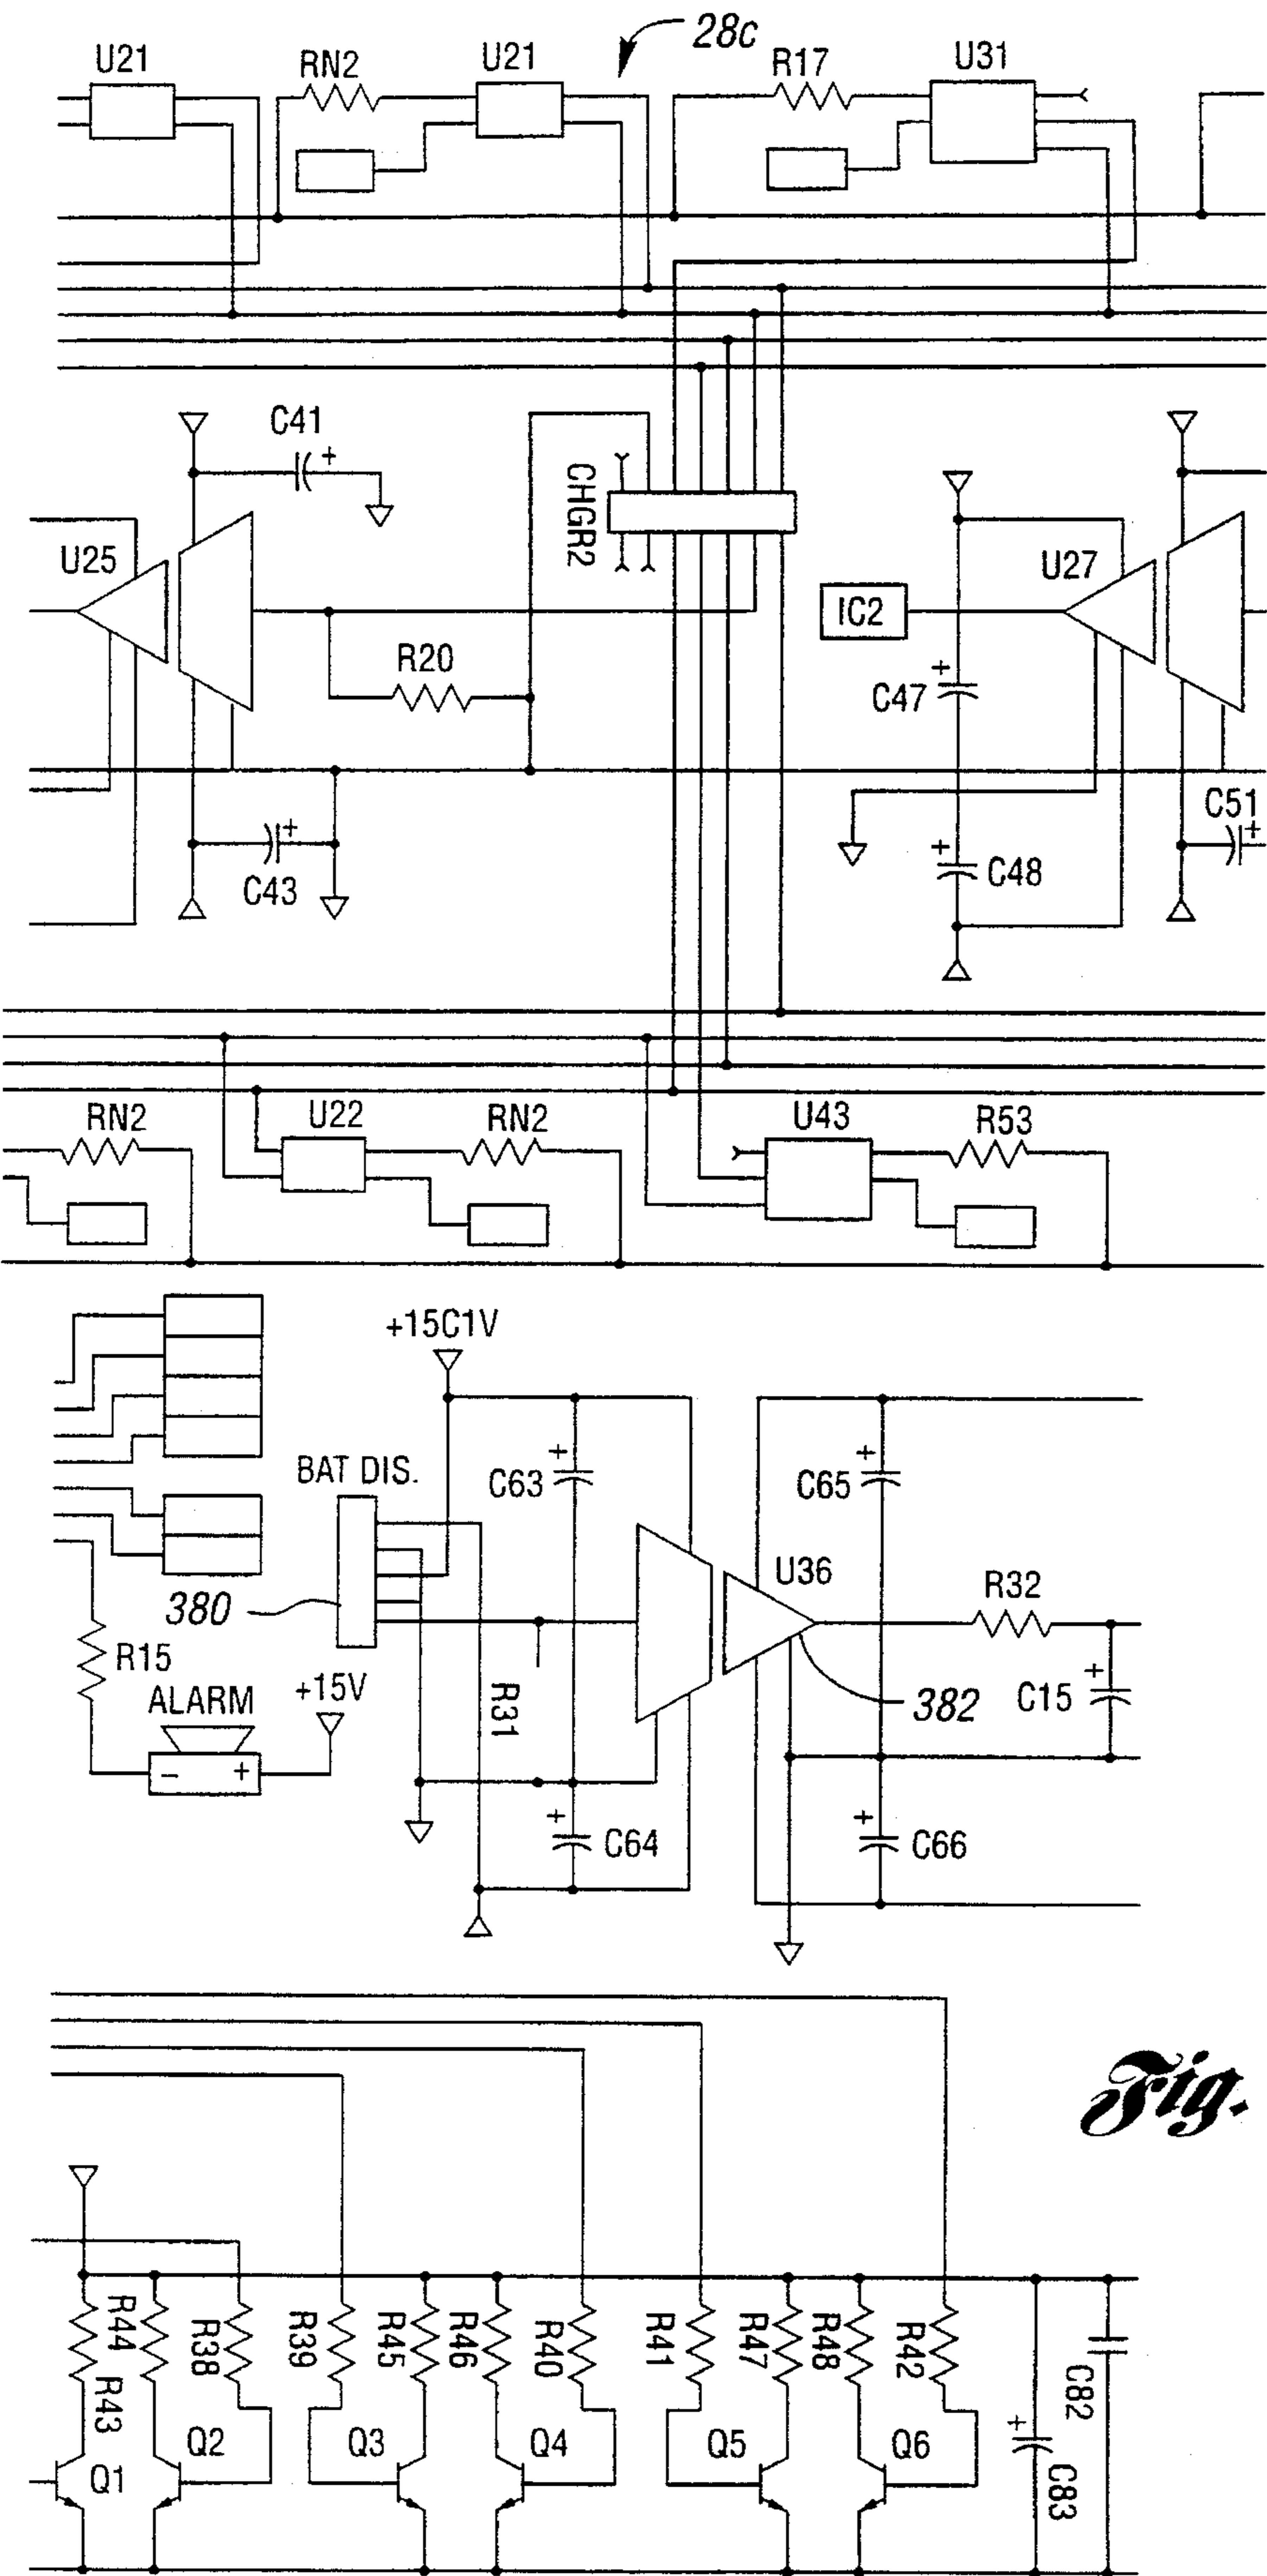 28c
U21
RN2
U21
R17
U31
C41
CHGR2
U25
U27
IC2
R20
C47
C51
C43
C48
RN2
U22
RN2
U43
R53
+15C1V
BAT DIS.
C63
C65
U36
R32
380
R15
+15V
ALARM
R31
382
C15
- +
C64
C66
Fig.
R44
R38
R39
R45
R46
R40
R41
R47
R48
R42
C82
R43
Q1
Q2
Q3
Q4
Q5
Q6
C83